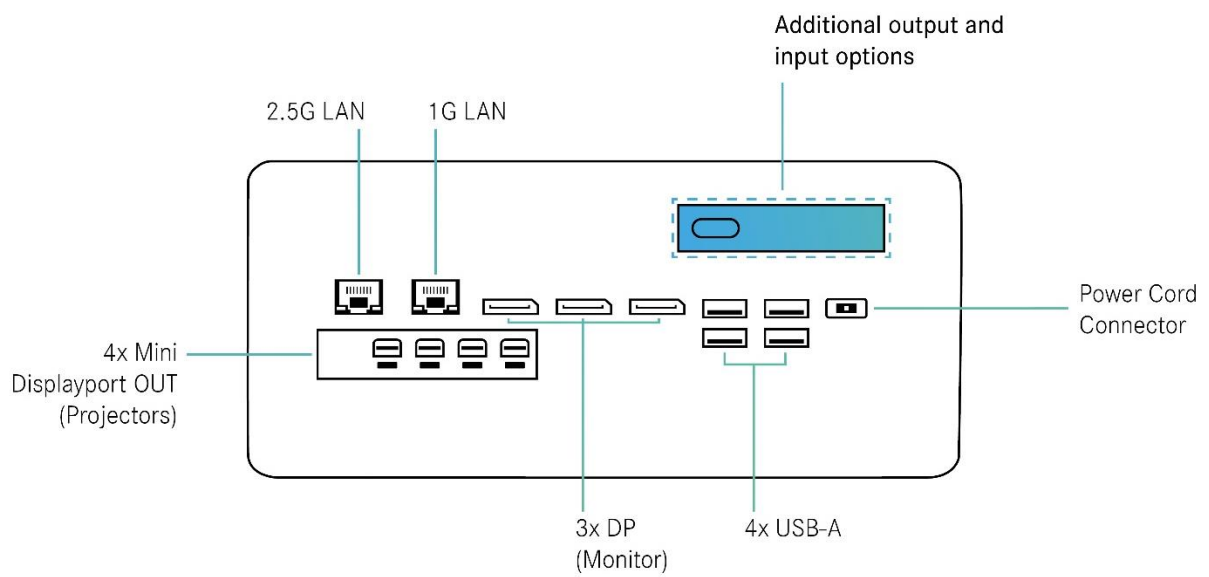 Additional output and
input options
2.5G LAN
1G LAN
Power Cord
Connector
4x Mini
Displayport OUT
(Projectors)
3x DP
(Monitor)
4x USB-A